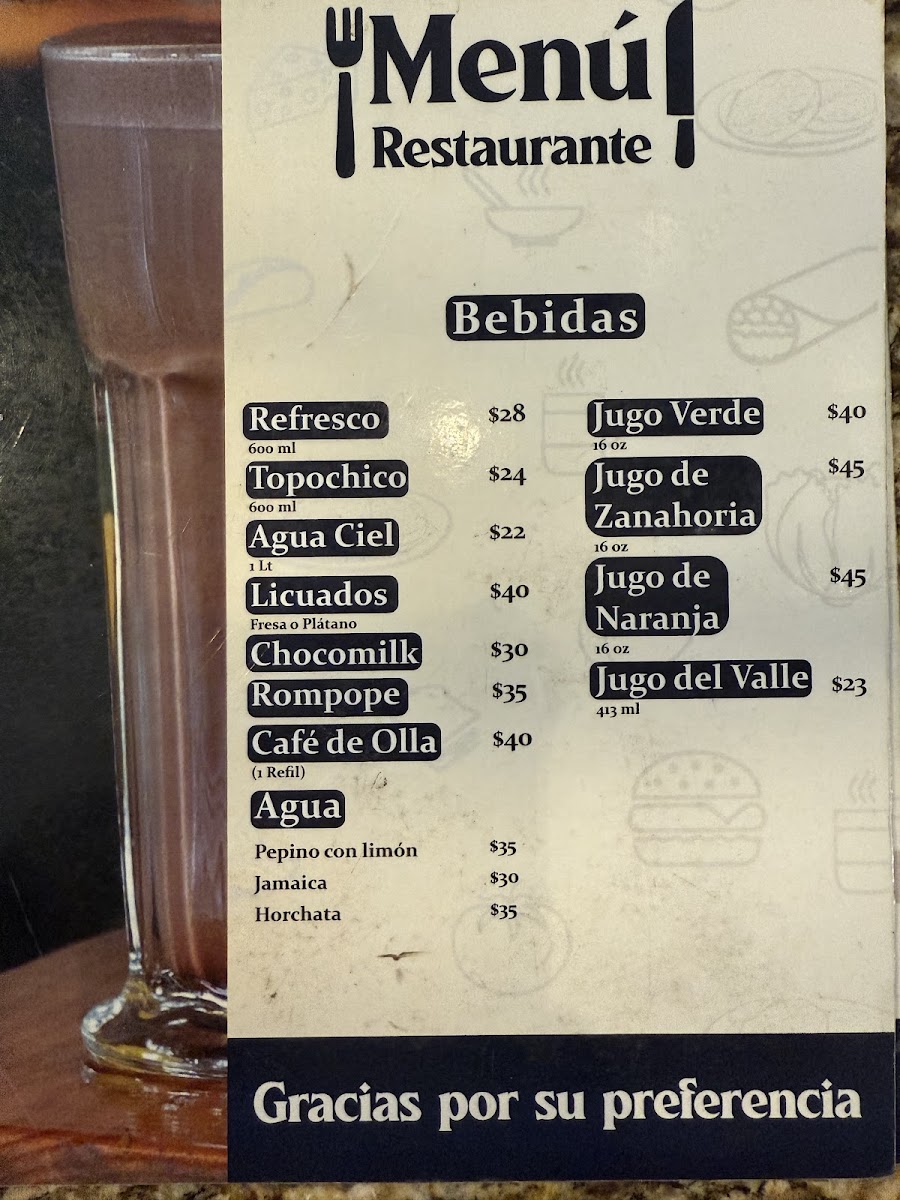 Menú
Restaurante
Bebidas
Refresco $28
600 ml
Topochico $24
600 ml
Agua Ciel $22
1 Lt
Licuados $40
Fresa o Plátano
Chocomilk $30
Rompope $35
Café de Olla $40
(1 Refil)
Agua
Pepino con limón $35
Jamaica $30
Horchata $35
Jugo Verde $40
16 oz
Jugo de $45
Zanahoria
16 oz
Jugo de $45
Naranja
16 oz
Jugo del Valle $23
413 ml
Gracias por su preferencia